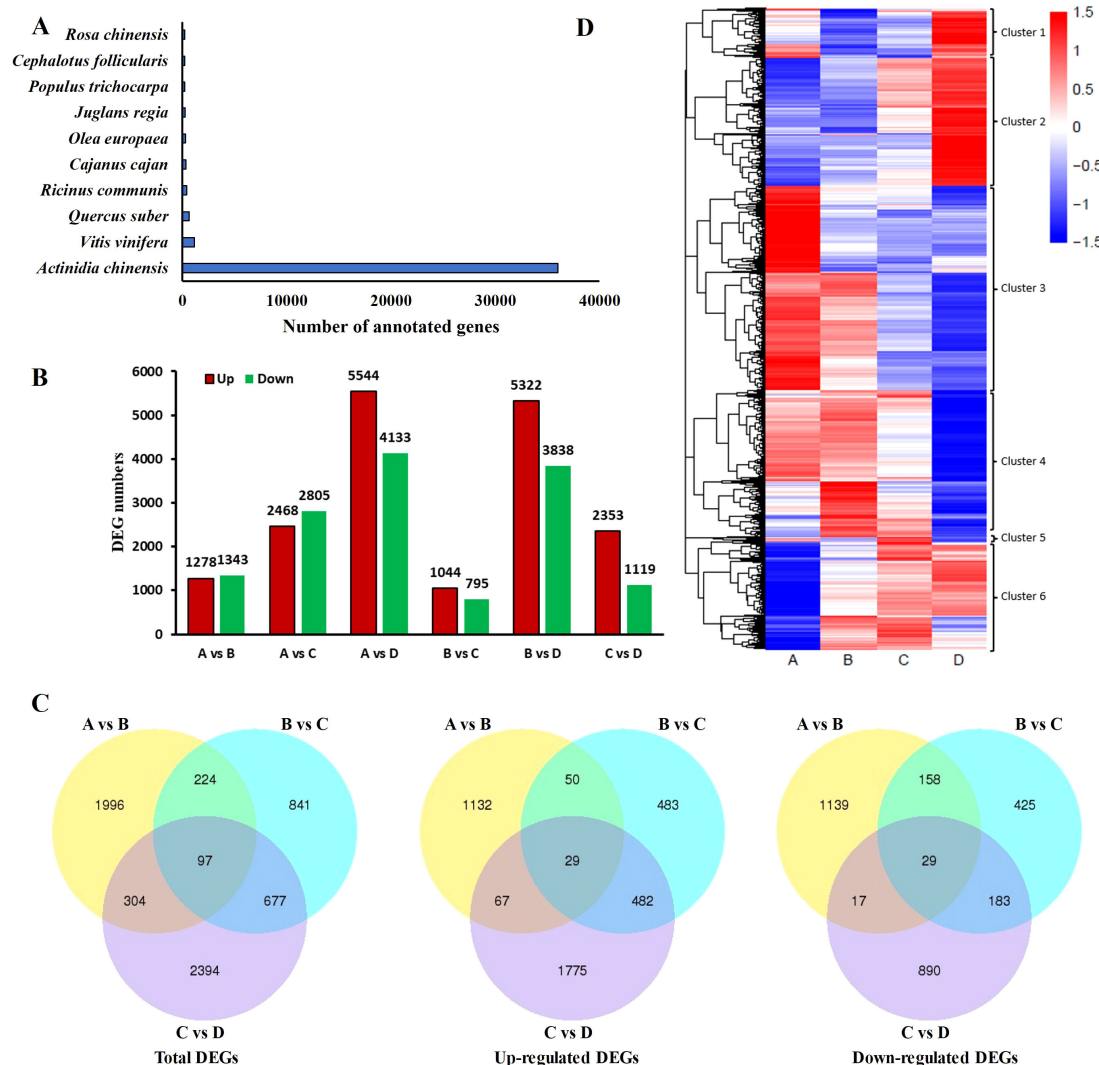 A
Rosa chinensis
Cephalotus follicularis
Populus trichocarpa
Juglans regia
Olea europaea
Cajanus cajan
Ricinus communis
Quercus suber
Vitis vinifera
Actinidia chinensis
0 10000 20000 30000 40000
Number of annotated genes
B
DEG numbers
6000
5000
4000
3000
2000
1000
0
Up Down
1278 1343
2468 2805
5544 4133
1044 795
5322 3838
2353 1119
A vs B A vs C A vs D B vs C B vs D C vs D
C
A vs B B vs C
224
1996 841
97
304 677
2394
C vs D
Total DEGs
A vs B B vs C
50
1132 483
29
67 482
1775
C vs D
Up-regulated DEGs
A vs B B vs C
158
1139 425
29
17 183
890
C vs D
Down-regulated DEGs
D
Cluster 1
Cluster 2
Cluster 3
Cluster 4
Cluster 5
Cluster 6
A B C D
1.5
1
0.5
0
−0.5
−1
−1.5